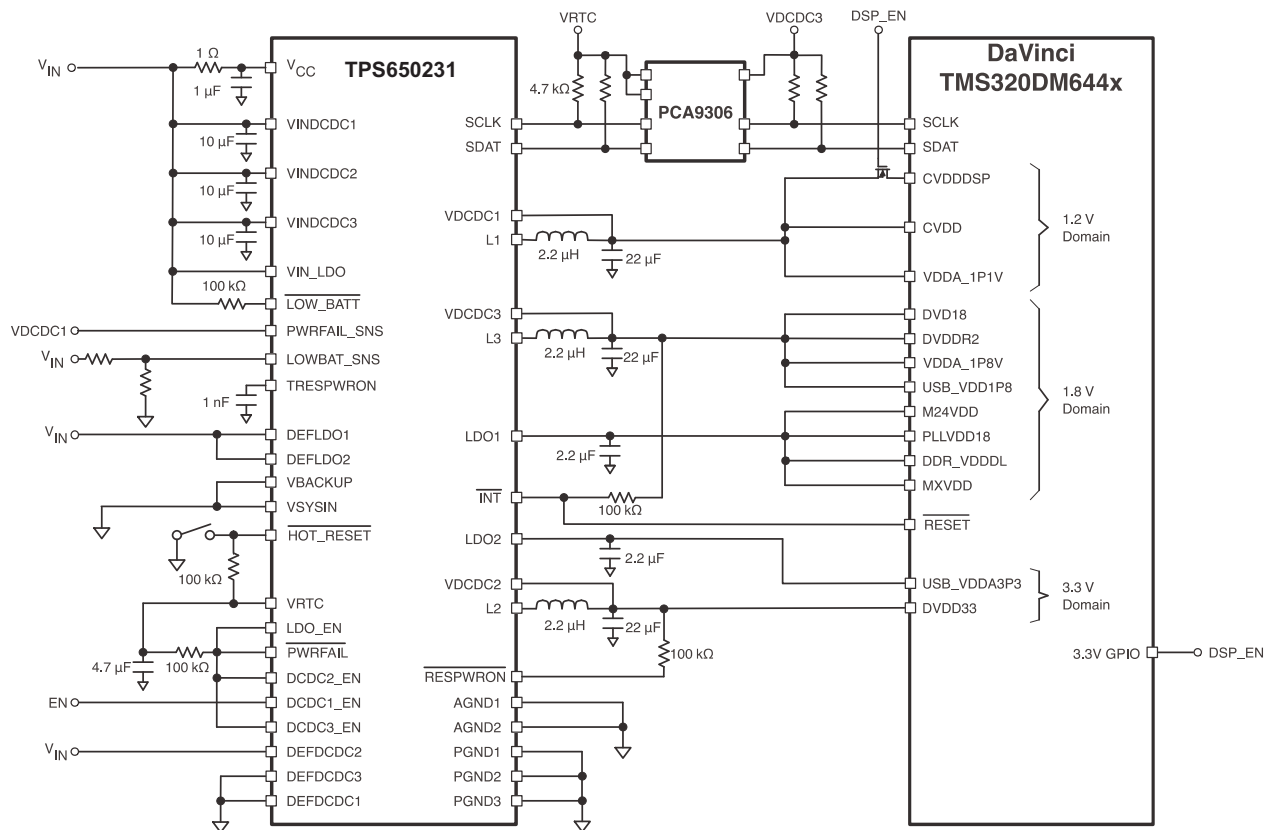 VRTC
VDCDC3
DSP_EN
VIN
1 Ω
1 µF
VCC
TPS650231
4.7 kΩ
PCA9306
DaVinci
TMS320DM644x
10 µF
VINDCDC1
10 µF
VINDCDC2
10 µF
VINDCDC3
VIN_LDO
100 kΩ
LOW_BATT
VDCDC1
PWRFAIL_SNS
VIN
LOWBAT_SNS
TRESPWRON
1 nF
VIN
DEFLDO1
DEFLDO2
VBACKUP
VSYSIN
HOT_RESET
100 kΩ
VRTC
LDO_EN
4.7 µF
100 kΩ
PWRFAIL
DCDC2_EN
EN
DCDC1_EN
DCDC3_EN
VIN
DEFDCDC2
DEFDCDC3
DEFDCDC1
SCLK
SDAT
VDCDC1
L1
2.2 µH
22 µF
VDCDC3
L3
2.2 µH
22 µF
LDO1
2.2 µF
INT
100 kΩ
LDO2
2.2 µF
VDCDC2
L2
2.2 µH
22 µF
100 kΩ
RESPWRON
AGND1
AGND2
PGND1
PGND2
PGND3
SCLK
SDAT
CVDDDSP
CVDD
VDDA_1P1V
1.2 V
Domain
DVD18
DVDDR2
VDDA_1P8V
USB_VDD1P8
M24VDD
PLLVDD18
DDR_VDDDL
MXVDD
1.8 V
Domain
RESET
USB_VDDA3P3
DVDD33
3.3 V
Domain
3.3V GPIO
DSP_EN